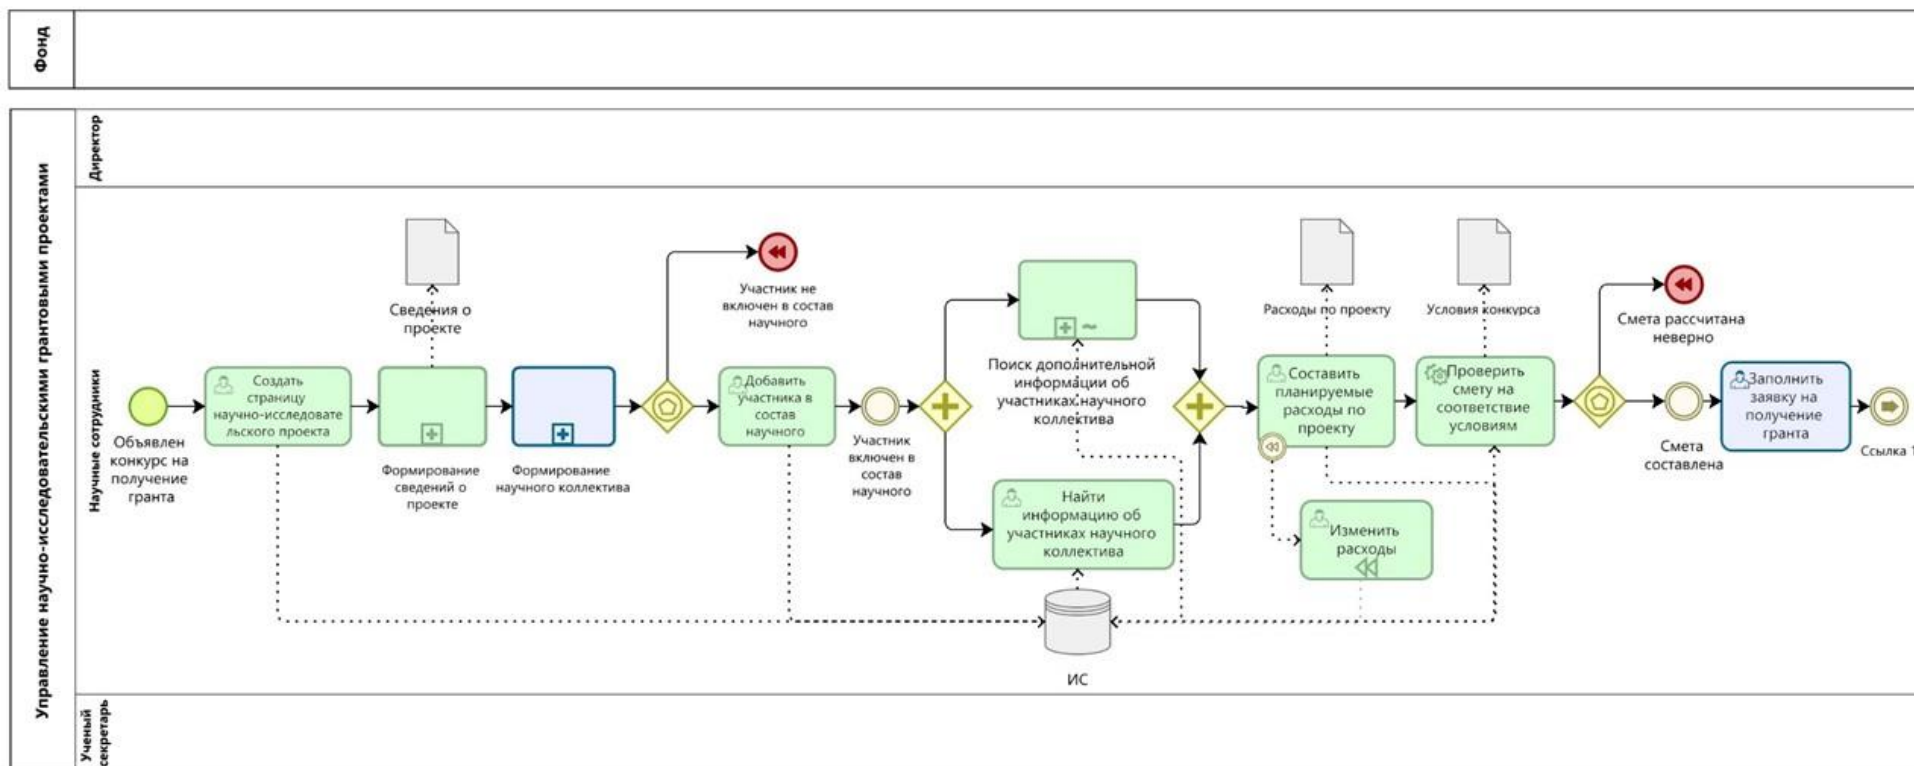 Фонд
Управление научно-исследовательскими грантовыми проектами
Директор
Научные сотрудники
Ученый
секретарь
Объявлен
конкурс на
получение
гранта
Создать
страницу
научно-исследовате
льского проекта
Сведения о
проекте
Формирование
сведений о
проекте
Формирование
научного коллектива
Участник не
включен в состав
научного
Добавить
участника в
состав
научного
Участник
включен в
состав
научного
Поиск дополнительной
информации об
участниках научного
коллектива
Найти
информацию об
участниках научного
коллектива
ИС
Расходы по проекту
Составить
планируемые
расходы по
проекту
Изменить
расходы
Условия конкурса
Проверить
смету на
соответствие
условиям
Смета рассчитана
неверно
Смета
составлена
Заполнить
заявку на
получение
гранта
Ссылка 1